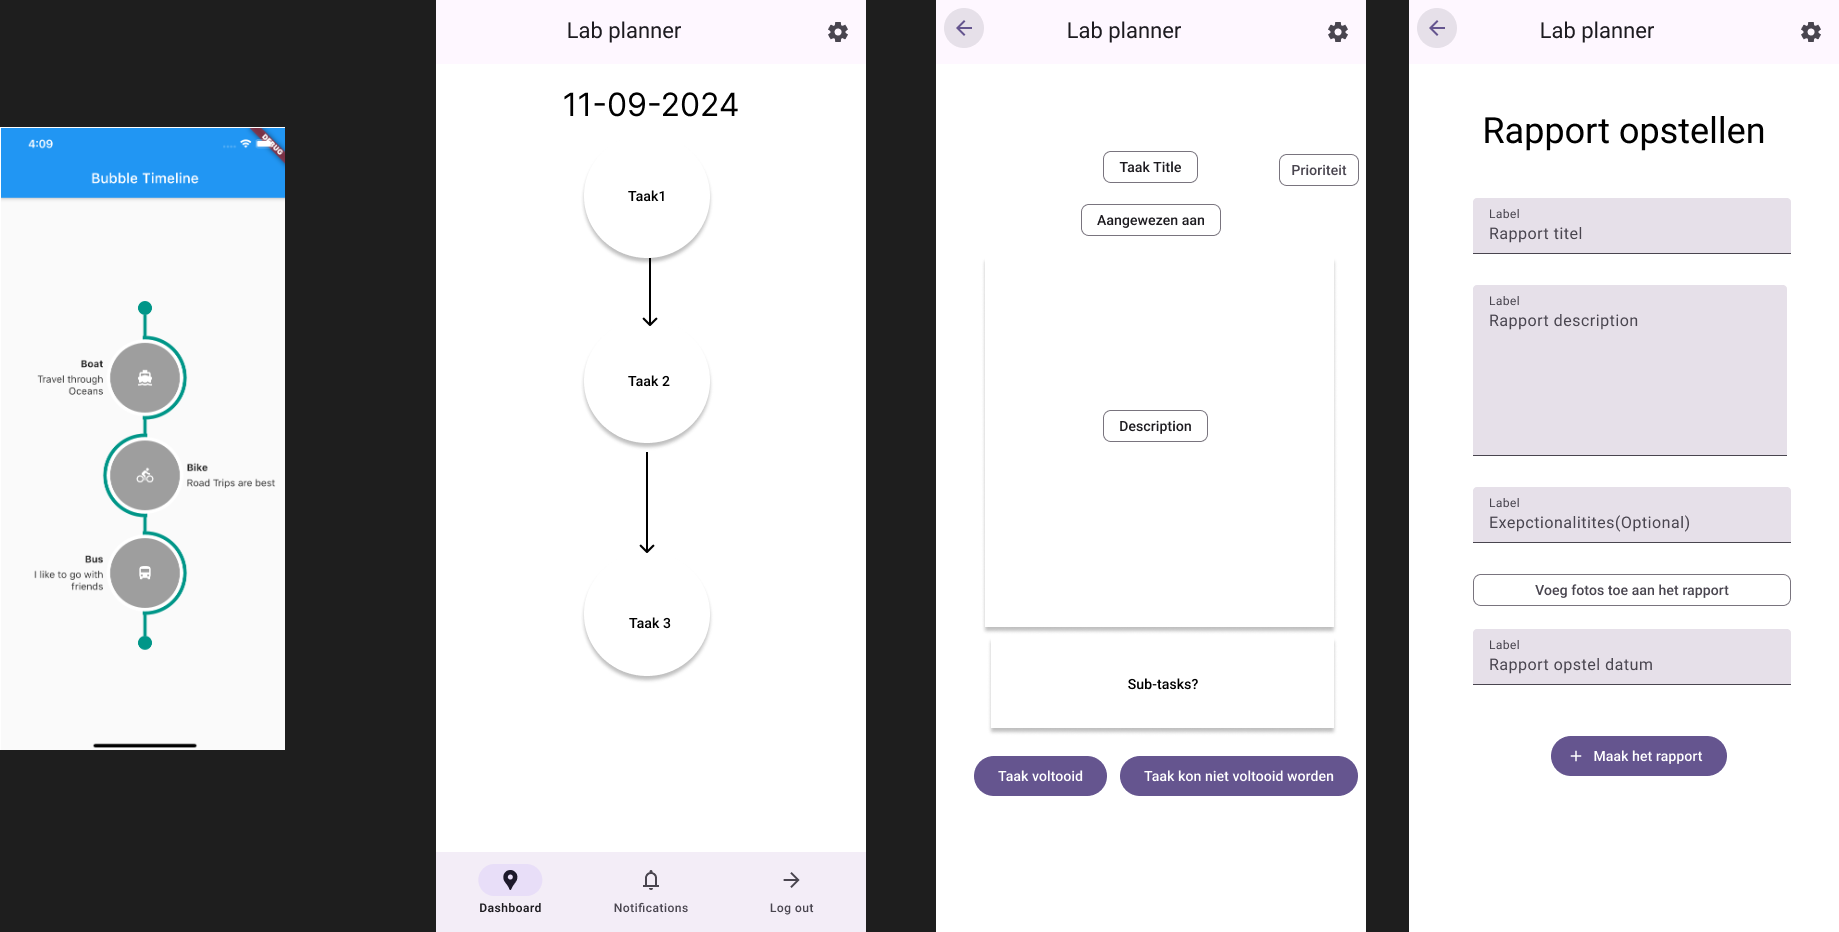 4:09
DEBUG
Bubble Timeline
Boat
Travel through
Oceans
Bike
Road Trips are best
Bus
I like to go with
friends
Lab planner
11-09-2024
Taak1
Taak 2
Taak 3
Dashboard
Notifications
Log out
Lab planner
Taak Title
Prioriteit
Aangewezen aan
Description
Sub-tasks?
Taak voltooid
Taak kon niet voltooid worden
Lab planner
Rapport opstellen
Label
Rapport titel
Label
Rapport description
Label
Exepctionalitites(Optional)
Voeg fotos toe aan het rapport
Label
Rapport opstel datum
+ Maak het rapport